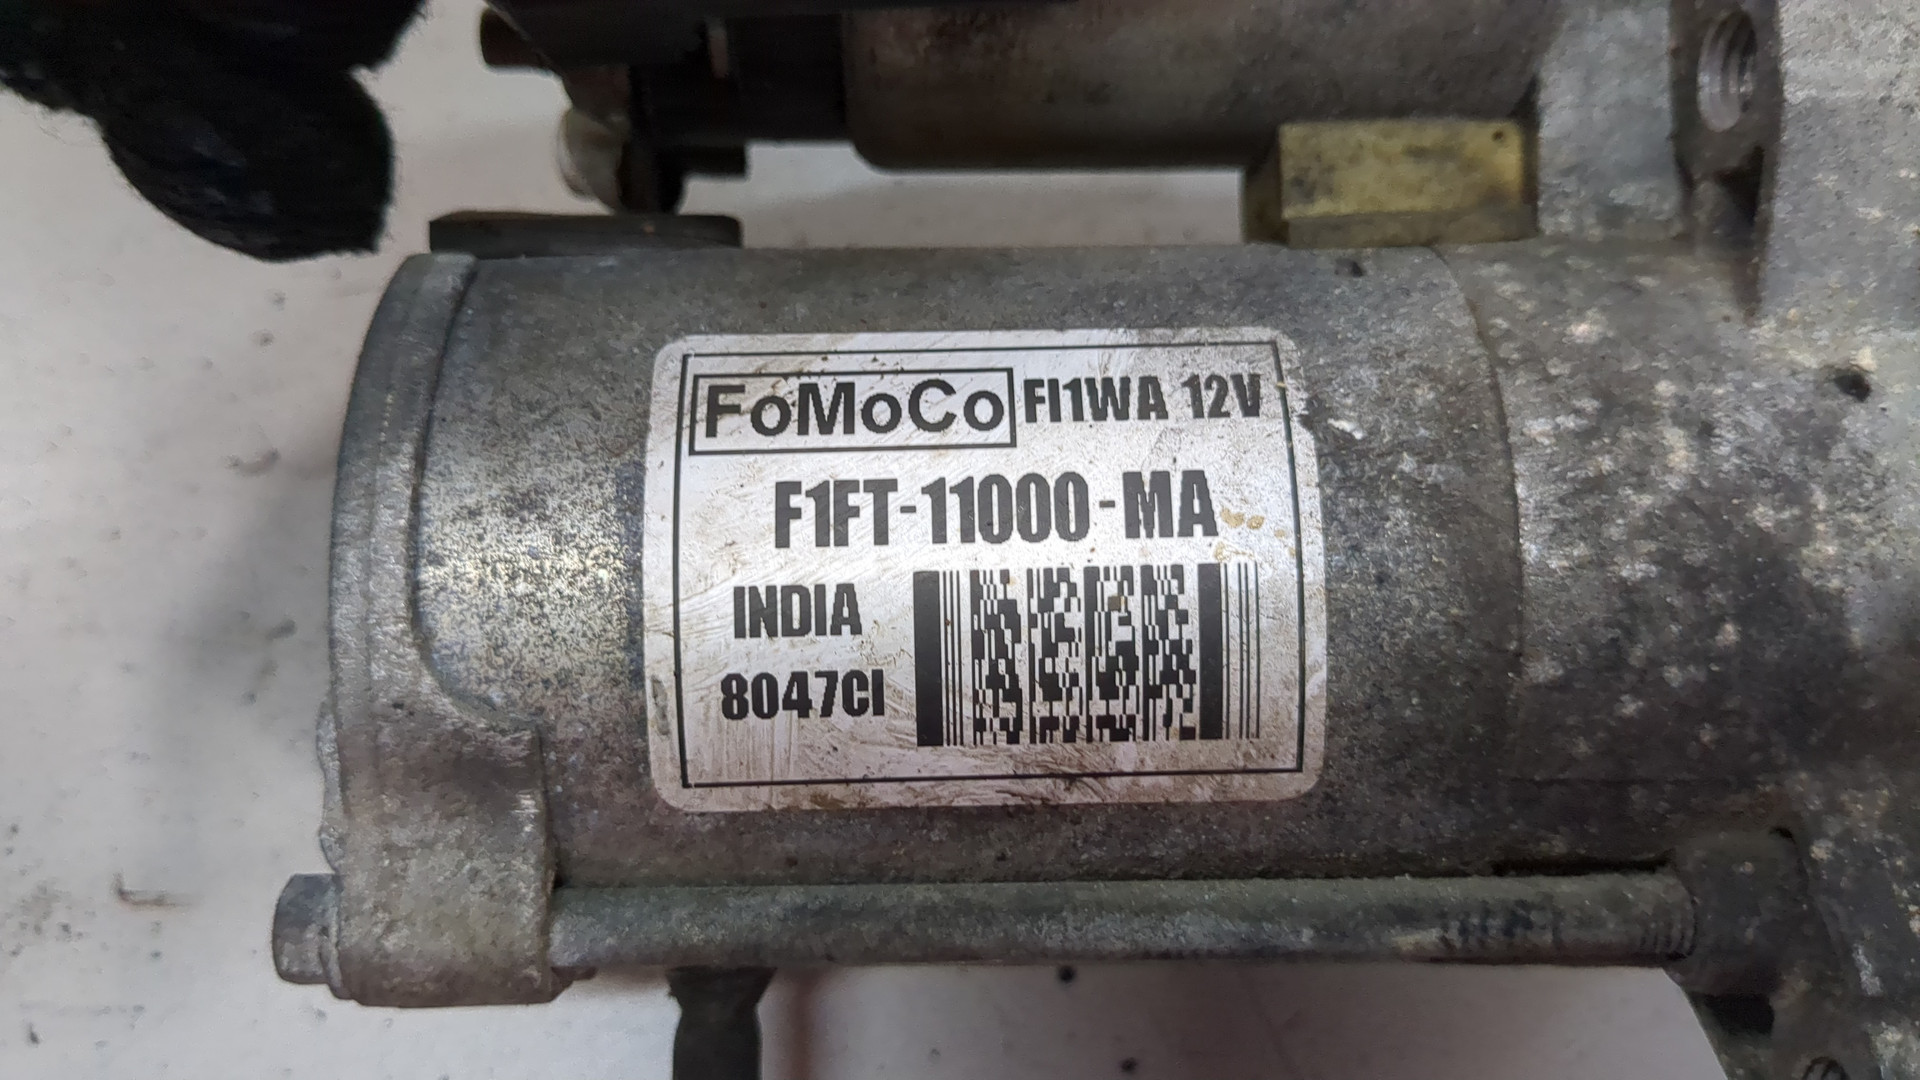 FoMoCo FI1WA 12V
F1FT-11000-MA
INDIA
8047CI